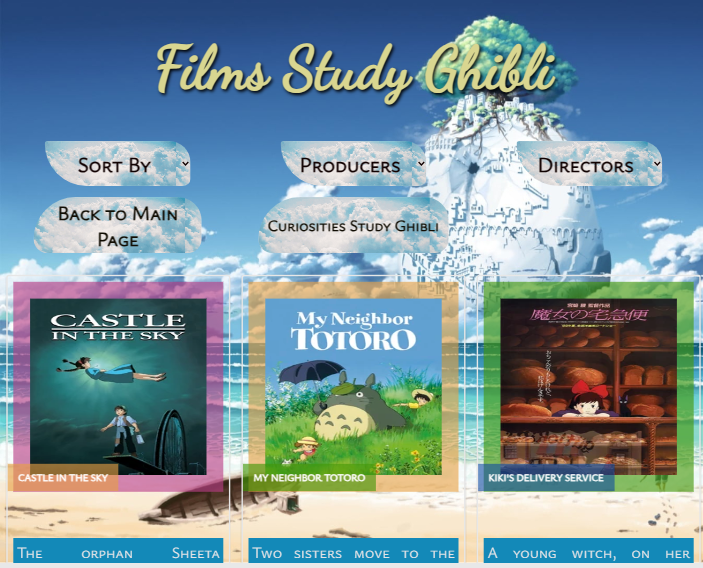 Films Study Ghibli
Sort By
Producers
Directors
Back to Main
Page
Curiosities Study Ghibli
CASTLE
IN THE SKY
My Neighbor
TOTORO
魔女の宅急便
CASTLE IN THE SKY
MY NEIGHBOR TOTORO
KIKI'S DELIVERY SERVICE
The orphan Sheeta
Two sisters move to the
A young witch, on her